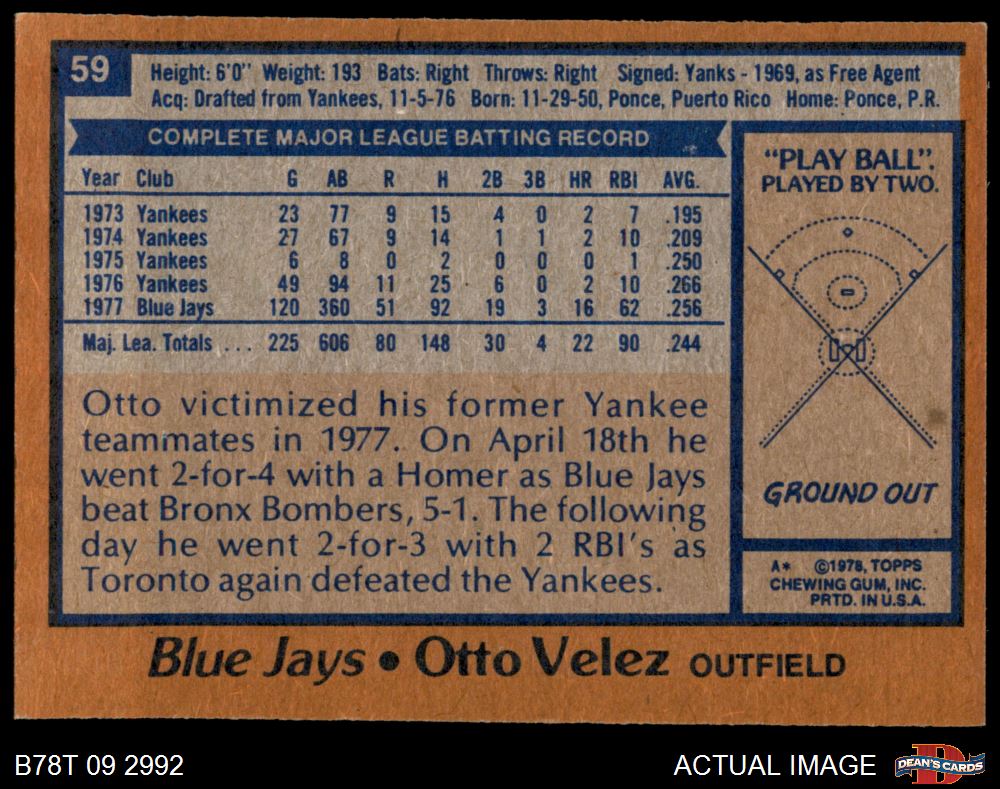 59
Height: 6'0" Weight: 193 Bats: Right Throws: Right Signed: Yanks - 1969, as Free Agent
Acq: Drafted from Yankees, 11-5-76 Born: 11-29-50, Ponce, Puerto Rico Home: Ponce, P.R.
COMPLETE MAJOR LEAGUE BATTING RECORD
Year Club G AB R H 2B 3B HR RBI AVG.
1973 Yankees 23 77 9 15 4 0 2 7 .195
1974 Yankees 27 67 9 14 1 1 2 10 .209
1975 Yankees 6 8 0 2 0 0 0 1 .250
1976 Yankees 49 94 11 25 6 0 2 10 .266
1977 Blue Jays 120 360 51 92 19 3 16 62 .256
Maj. Lea. Totals ... 225 606 80 148 30 4 22 90 .244
Otto victimized his former Yankee
teammates in 1977. On April 18th he
went 2-for-4 with a Homer as Blue Jays
beat Bronx Bombers, 5-1. The following
day he went 2-for-3 with 2 RBI's as
Toronto again defeated the Yankees.
"PLAY BALL".
PLAYED BY TWO.
GROUND OUT
A* ©1978, TOPPS
CHEWING GUM, INC.
PRTD. IN U.S.A.
Blue Jays • Otto Velez OUTFIELD
B78T 09 2992
ACTUAL IMAGE
D
DEAN'S CARDS